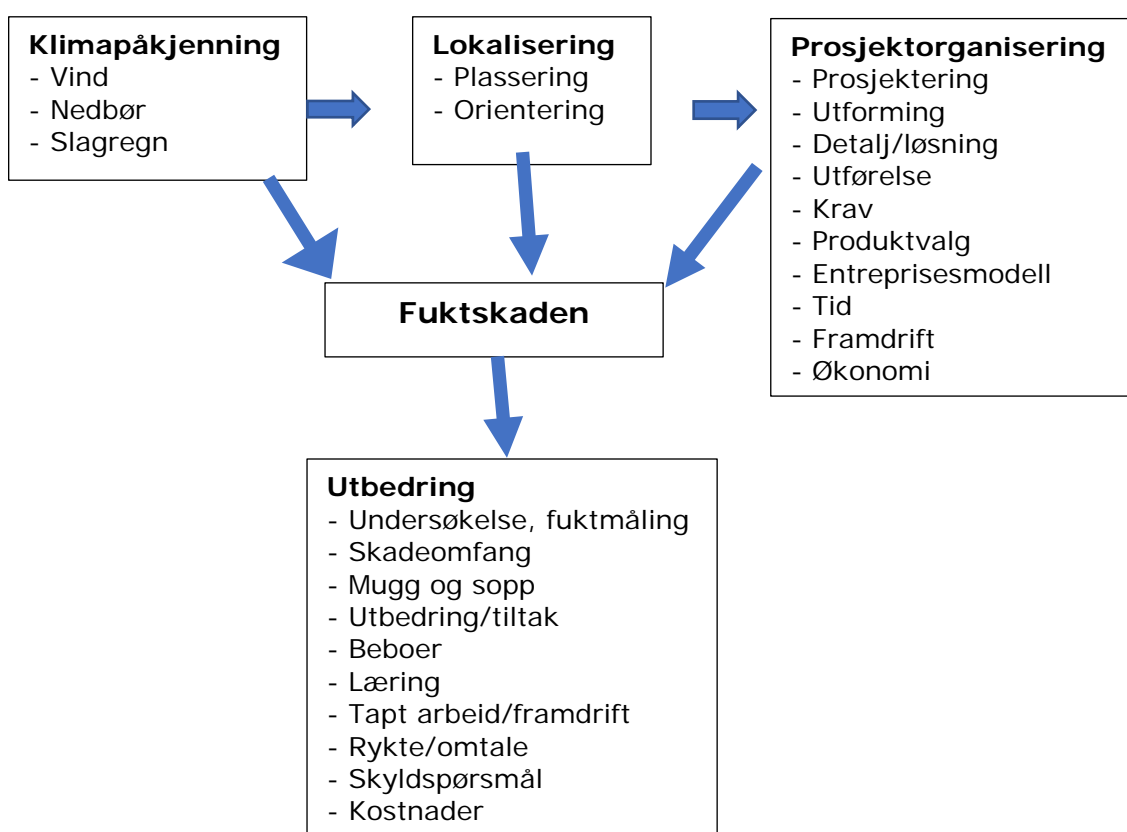 Klimapåkjenning
- Vind
- Nedbør
- Slagregn
Lokalisering
- Plassering
- Orientering
Prosjektorganisering
- Prosjektering
- Utforming
- Detalj/løsning
- Utførelse
- Krav
- Produktvalg
- Entreprisesmodell
- Tid
- Framdrift
- Økonomi
Fuktskaden
Utbedring
- Undersøkelse, fuktmåling
- Skadeomfang
- Mugg og sopp
- Utbedring/tiltak
- Beboer
- Læring
- Tapt arbeid/framdrift
- Rykte/omtale
- Skyldspørsmål
- Kostnader